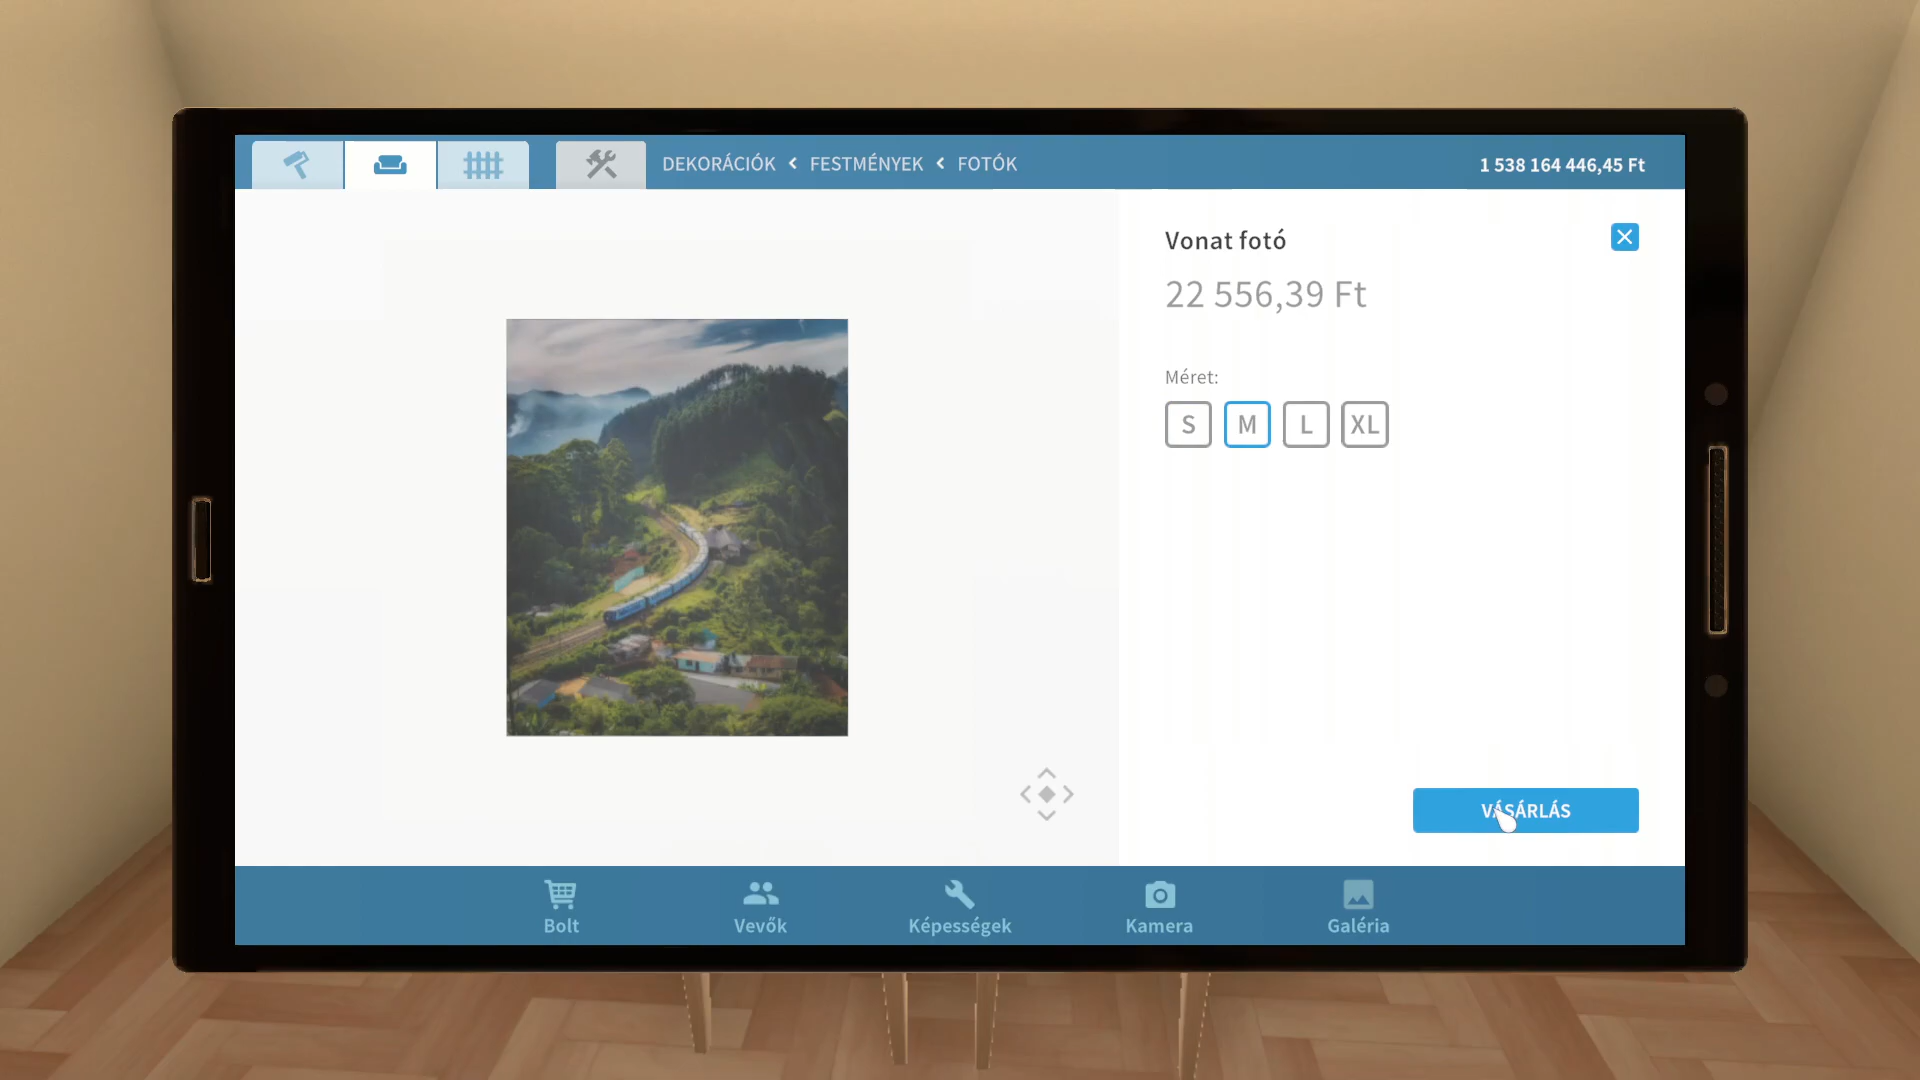 DEKORÁCIÓK < FESTMÉNYEK < FOTÓK
1 538 164 446,45 Ft
Vonat fotó
22 556,39 Ft
Méret:
S M L XL
VÁSÁRLÁS
Bolt Vevők Képességek Kamera Galéria